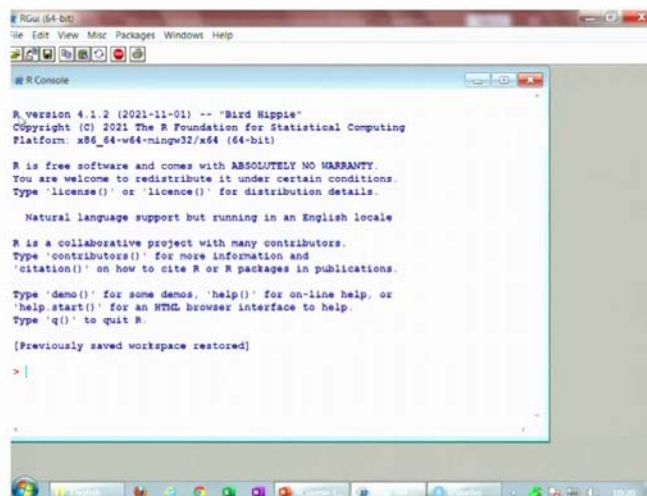 RGui (64-bit)
File Edit View Misc Packages Windows Help
R Console
R version 4.1.2 (2021-11-01) -- "Bird Hippie"
Copyright (C) 2021 The R Foundation for Statistical Computing
Platform: x86_64-w64-mingw32/x64 (64-bit)
R is free software and comes with ABSOLUTELY NO WARRANTY.
You are welcome to redistribute it under certain conditions.
Type 'license()' or 'licence()' for distribution details.
Natural language support but running in an English locale
R is a collaborative project with many contributors.
Type 'contributors()' for more information and
'citation()' on how to cite R or R packages in publications.
Type 'demo()' for some demos, 'help()' for on-line help, or
'help.start()' for an HTML browser interface to help.
Type 'q()' to quit R.
[Previously saved workspace restored]
>